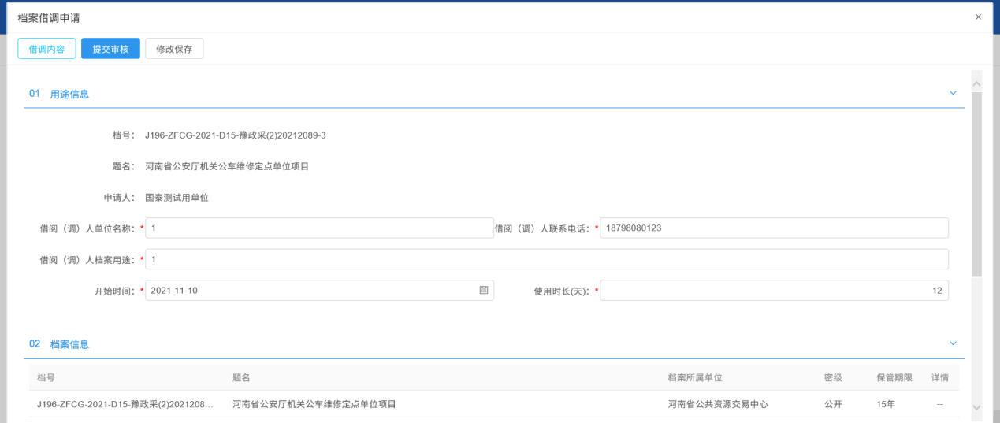 档案借调申请 ×
借调内容 提交审核 修改保存
01 用途信息
档号： J196-ZFCG-2021-D15-豫政采(2)20212089-3
题名： 河南省公安厅机关公车维修定点单位项目
申请人： 国泰测试用单位
借阅（调）人单位名称：* 1 借阅（调）人联系电话：* 18798080123
借阅（调）人档案用途：* 1
开始时间：* 2021-11-10 使用时长(天)：* 12
02 档案信息
档号 题名 档案所属单位 密级 保管期限 详情
J196-ZFCG-2021-D15-豫政采(2)2021208... 河南省公安厅机关公车维修定点单位项目 河南省公共资源交易中心 公开 15年 --